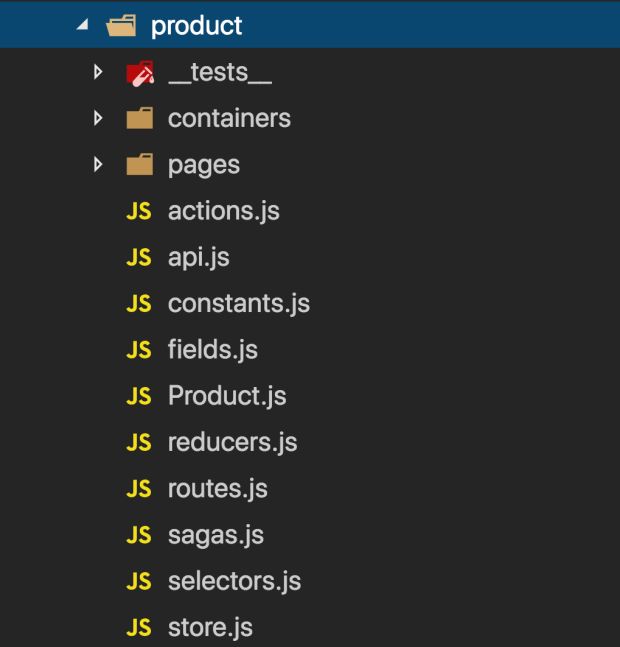 product
__tests__
containers
pages
JS actions.js
JS api.js
JS constants.js
JS fields.js
JS Product.js
JS reducers.js
JS routes.js
JS sagas.js
JS selectors.js
JS store.js